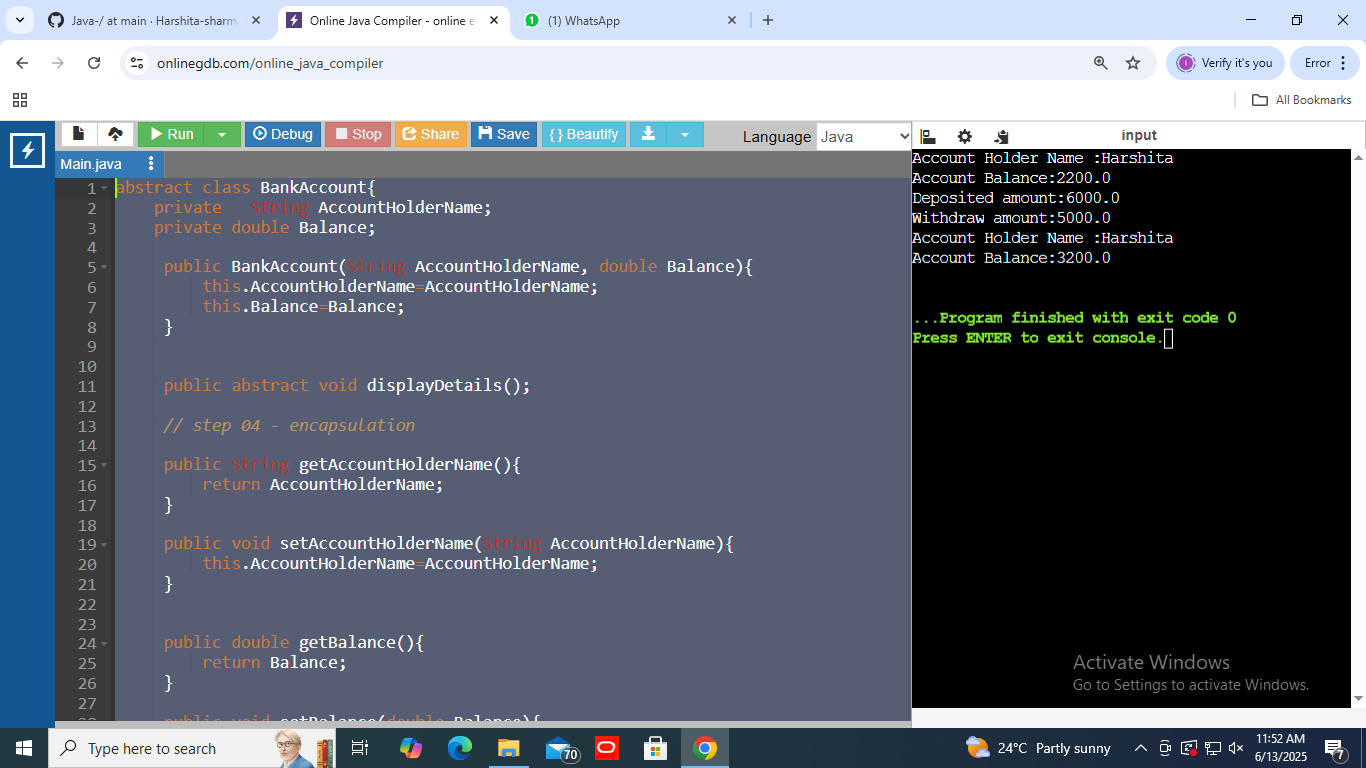 Java-/ at main · Harshita-sharm
Online Java Compiler - online e
(1) WhatsApp
onlinegdb.com/online_java_compiler
Verify it's you
Error
All Bookmarks
Run
Debug
Stop
Share
Save
{ } Beautify
Language
Java
input
Main.java
1 abstract class BankAccount{
2 private String AccountHolderName;
3 private double Balance;
4
5 public BankAccount(String AccountHolderName, double Balance){
6 this.AccountHolderName=AccountHolderName;
7 this.Balance=Balance;
8 }
9
10
11 public abstract void displayDetails();
12
13 // step 04 - encapsulation
14
15 public String getAccountHolderName(){
16 return AccountHolderName;
17 }
18
19 public void setAccountHolderName(String AccountHolderName){
20 this.AccountHolderName=AccountHolderName;
21 }
22
23
24 public double getBalance(){
25 return Balance;
26 }
27
28 public void setBalance(double Balance){
Account Holder Name :Harshita
Account Balance:2200.0
Deposited amount:6000.0
Withdraw amount:5000.0
Account Holder Name :Harshita
Account Balance:3200.0
...Program finished with exit code 0
Press ENTER to exit console.
Activate Windows
Go to Settings to activate Windows.
Type here to search
70
24°C Partly sunny
11:52 AM
6/13/2025
7